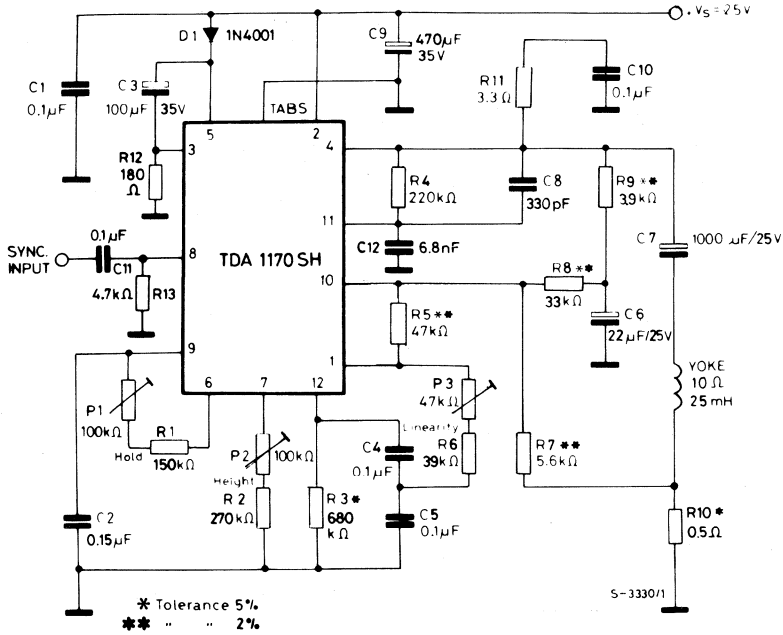 . Vs = 25V
D1 1N4001
C9 470µF
35V
C1
0.1µF
C3
100µF 35V
R11
3.3Ω
C10
0.1µF
TABS
5 2
3 4
R12
180
Ω
R4
220kΩ
C8
330pF
R9 **
3.9kΩ
C7 1000 µF/25V
11
0.1µF
SYNC.
INPUT
C11
8
TDA 1170SH
C12 6.8nF
10
R8 **
33kΩ
4.7kΩ R13
R5 **
47kΩ
C6
22µF/25V
9
1
6 7 12
P1
100kΩ
Hold
R1
150kΩ
P2 100kΩ
Height
P3
47kΩ
Linearity
YOKE
10Ω
25mH
C4
0.1µF
R6
39kΩ
R7 **
5.6kΩ
C2
0.15µF
R2
270kΩ
R3*
680
kΩ
C5
0.1µF
R10*
0.5Ω
S-3330/1
* Tolerance 5%
** " " 2%